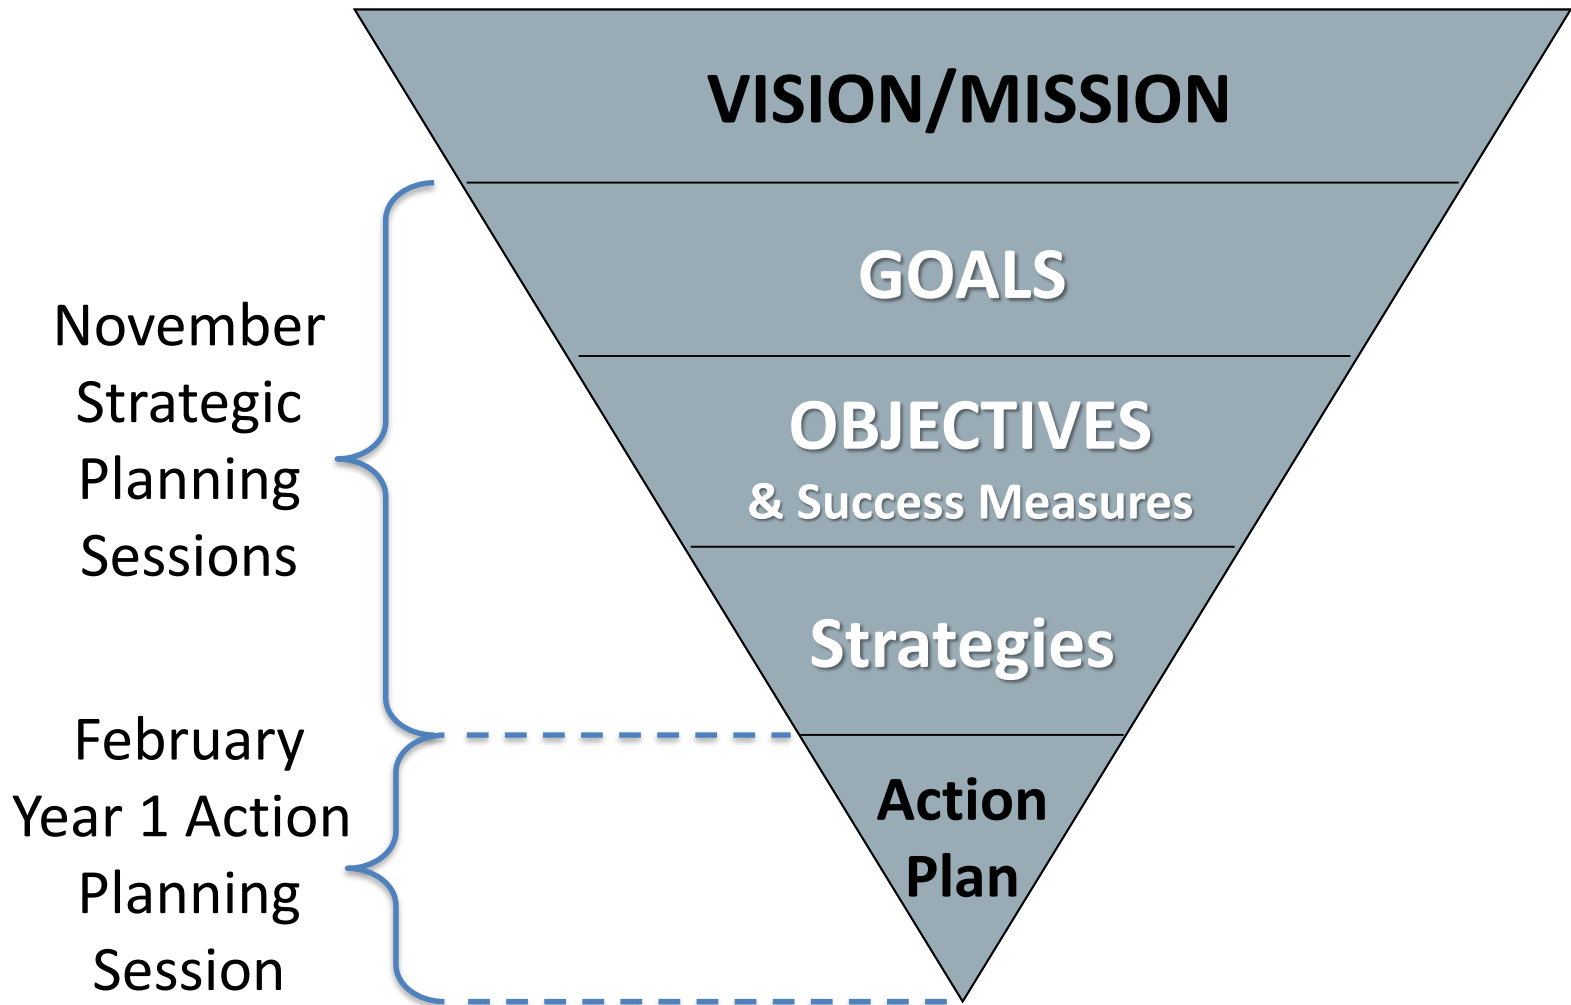 VISION/MISSION
GOALS
OBJECTIVES
& Success Measures
Strategies
Action
Plan
November
Strategic
Planning
Sessions
February
Year 1 Action
Planning
Session